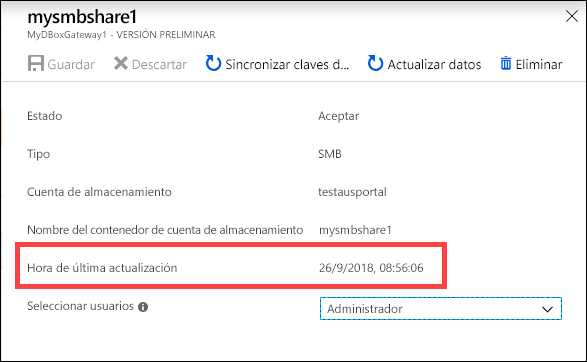 mysmbshare1
MyDBoxGateway1 - VERSIÓN PRELIMINAR
Guardar Descartar Sincronizar claves d... Actualizar datos Eliminar
Estado Aceptar
Tipo SMB
Cuenta de almacenamiento testausportal
Nombre del contenedor de cuenta de almacenamiento mysmbshare1
Hora de última actualización 26/9/2018, 08:56:06
Seleccionar usuarios Administrador